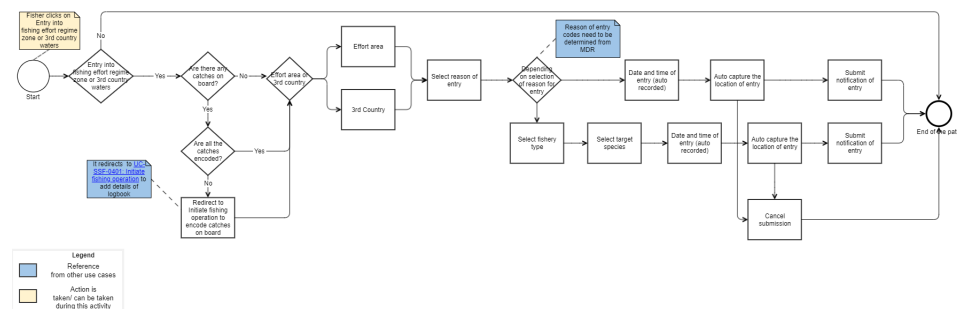 Fisher clicks on
Entry into
fishing effort regime
zone or 3rd country
waters
No
Start
Entry into
fishing effort regime
zone or 3rd country
waters
Yes
Are there any
catches on
board?
No
Yes
Are all the
catches
encoded?
Yes
No
It redirects to UC-
SSF-0401: Initiate
fishing operation to
add details of
logbook
Redirect to
Initiate fishing
operation to
encode catches
on board
Effort area or
3rd country
Effort area
3rd Country
Select reason of
entry
Depending
on selection
of reason for
entry
Reason of entry
codes need to be
determined from
MDR
Date and time of
entry (auto
recorded)
Auto capture the
location of entry
Submit
notification of
entry
Select fishery
type
Select target
species
Date and time of
entry (auto
recorded)
Auto capture the
location of entry
Submit
notification of
entry
Cancel
submission
End of the pat
Legend
Reference
from other use cases
Action is
taken/ can be taken
during this activity